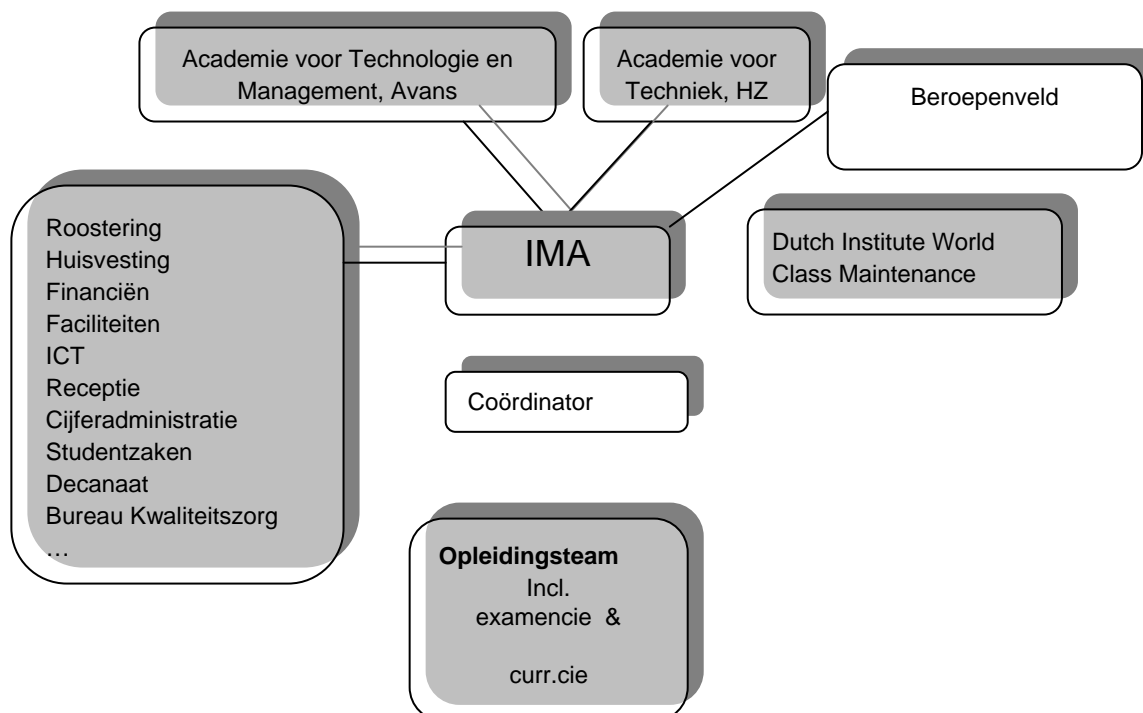 Academie voor Technologie en
Management, Avans
Academie voor
Techniek, HZ
Beroepenveld
Roostering
Huisvesting
Financiën
Faciliteiten
ICT
Receptie
Cijferadministratie
Studentzaken
Decanaat
Bureau Kwaliteitszorg
…
IMA
Dutch Institute World
Class Maintenance
Coördinator
Opleidingsteam
Incl.
examencie &
curr.cie